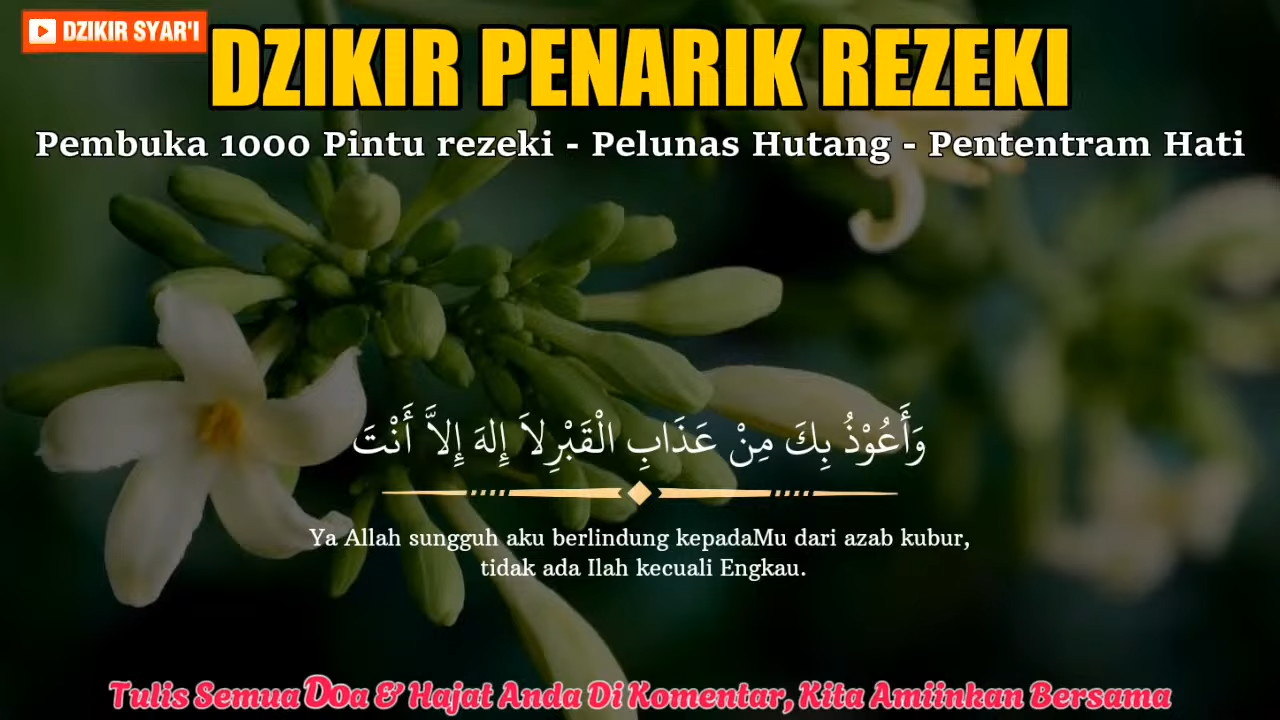 DZIKIR SYAR'I
DZIKIR PENARIK REZEKI
Pembuka 1000 Pintu rezeki - Pelunas Hutang - Pententram Hati
وَأَعُوْذُ بِكَ مِنْ عَذَابِ الْقَبْرِلاَ إِلهَ إِلاَّ أَنْتَ
Ya Allah sungguh aku berlindung kepadaMu dari azab kubur,
tidak ada Ilah kecuali Engkau.
Tulis Semua Doa & Hajat Anda Di Komentar, Kita Amiinkan Bersama